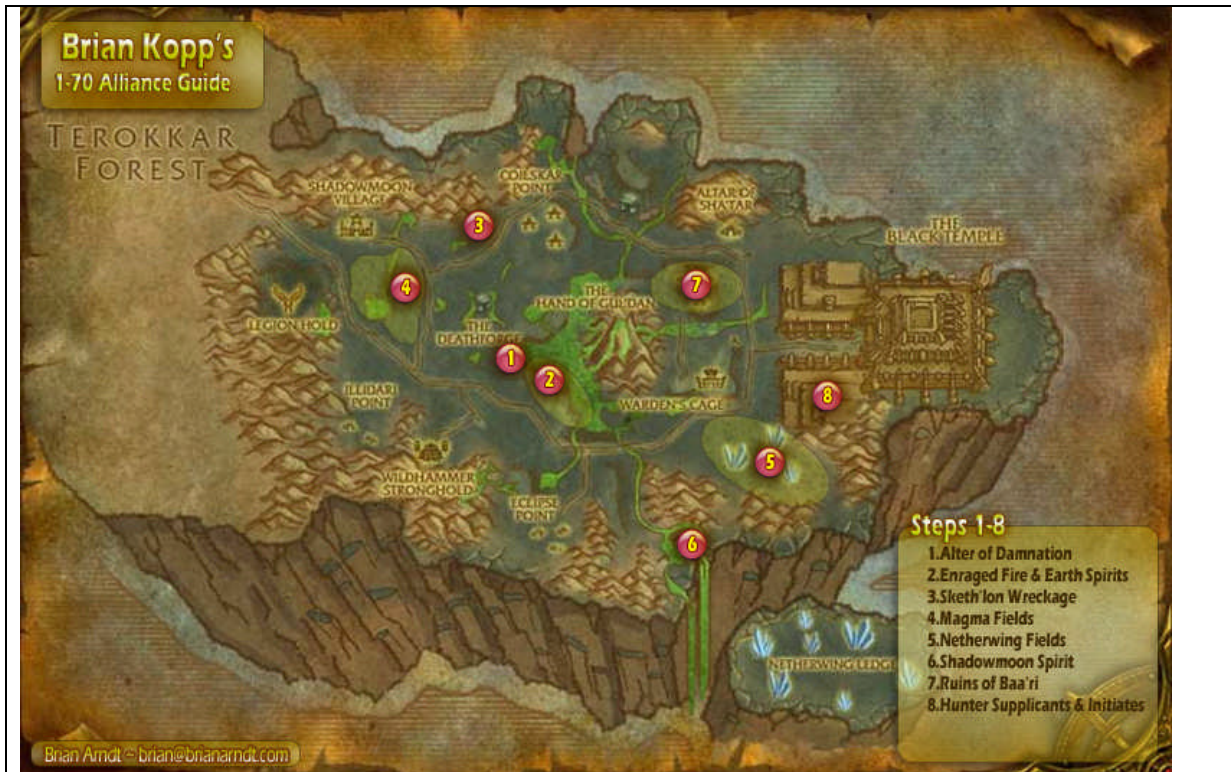 Brian Kopp's
1-70 Alliance Guide
TEROKKAR
FOREST
SHADOWMOON
VILLAGE
COILSKAR
POINT
ALTAR OF
SHA'TAR
THE
BLACK TEMPLE
3
4
7
LEGION HOLD
THE
HAND OF GUL'DAN
THE
DEATHFORGE
1
2
ILLIDARI
POINT
WARDEN'S CAGE
8
WILDHAMMER
STRONGHOLD
5
ECLIPSE
POINT
6
NETHERWING LEDGE
Steps 1-8
1.Alter of Damnation
2.Enraged Fire & Earth Spirits
3.Sketh'lon Wreckage
4.Magma Fields
5.Netherwing Fields
6.Shadowmoon Spirit
7.Ruins of Baa'ri
8.Hunter Supplicants & Initiates
Brian Arndt ~ brian@brianarndt.com